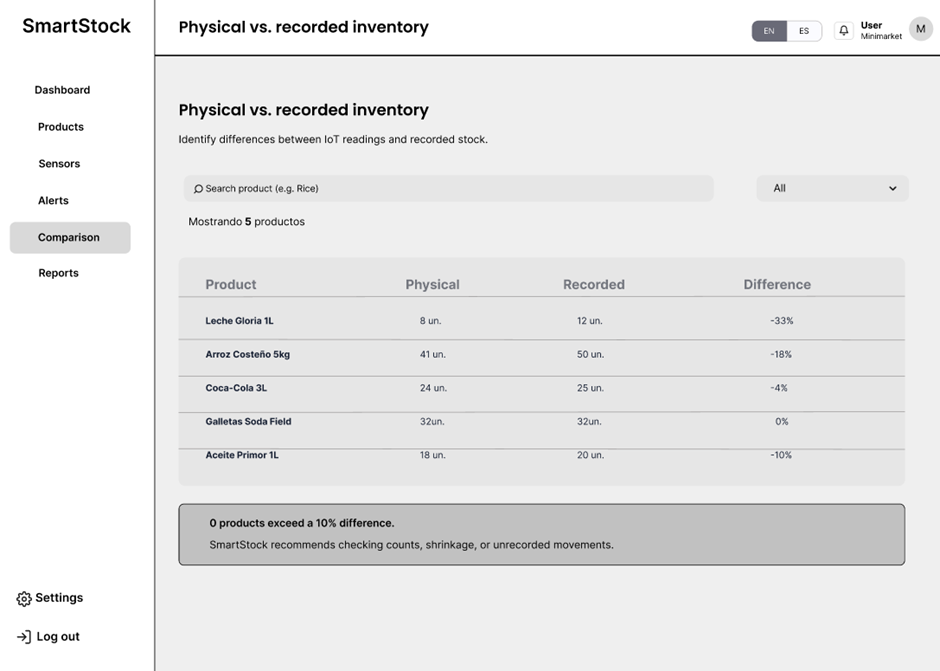 SmartStock
Physical vs. recorded inventory
EN ES
User
Minimarket
M
Dashboard
Products
Sensors
Alerts
Comparison
Reports
Settings
Log out
Physical vs. recorded inventory
Identify differences between IoT readings and recorded stock.
Search product (e.g. Rice)
All
Mostrando 5 productos
Product Physical Recorded Difference
Leche Gloria 1L 8 un. 12 un. -33%
Arroz Costeño 5kg 41 un. 50 un. -18%
Coca-Cola 3L 24 un. 25 un. -4%
Galletas Soda Field 32un. 32un. 0%
Aceite Primor 1L 18 un. 20 un. -10%
0 products exceed a 10% difference.
SmartStock recommends checking counts, shrinkage, or unrecorded movements.